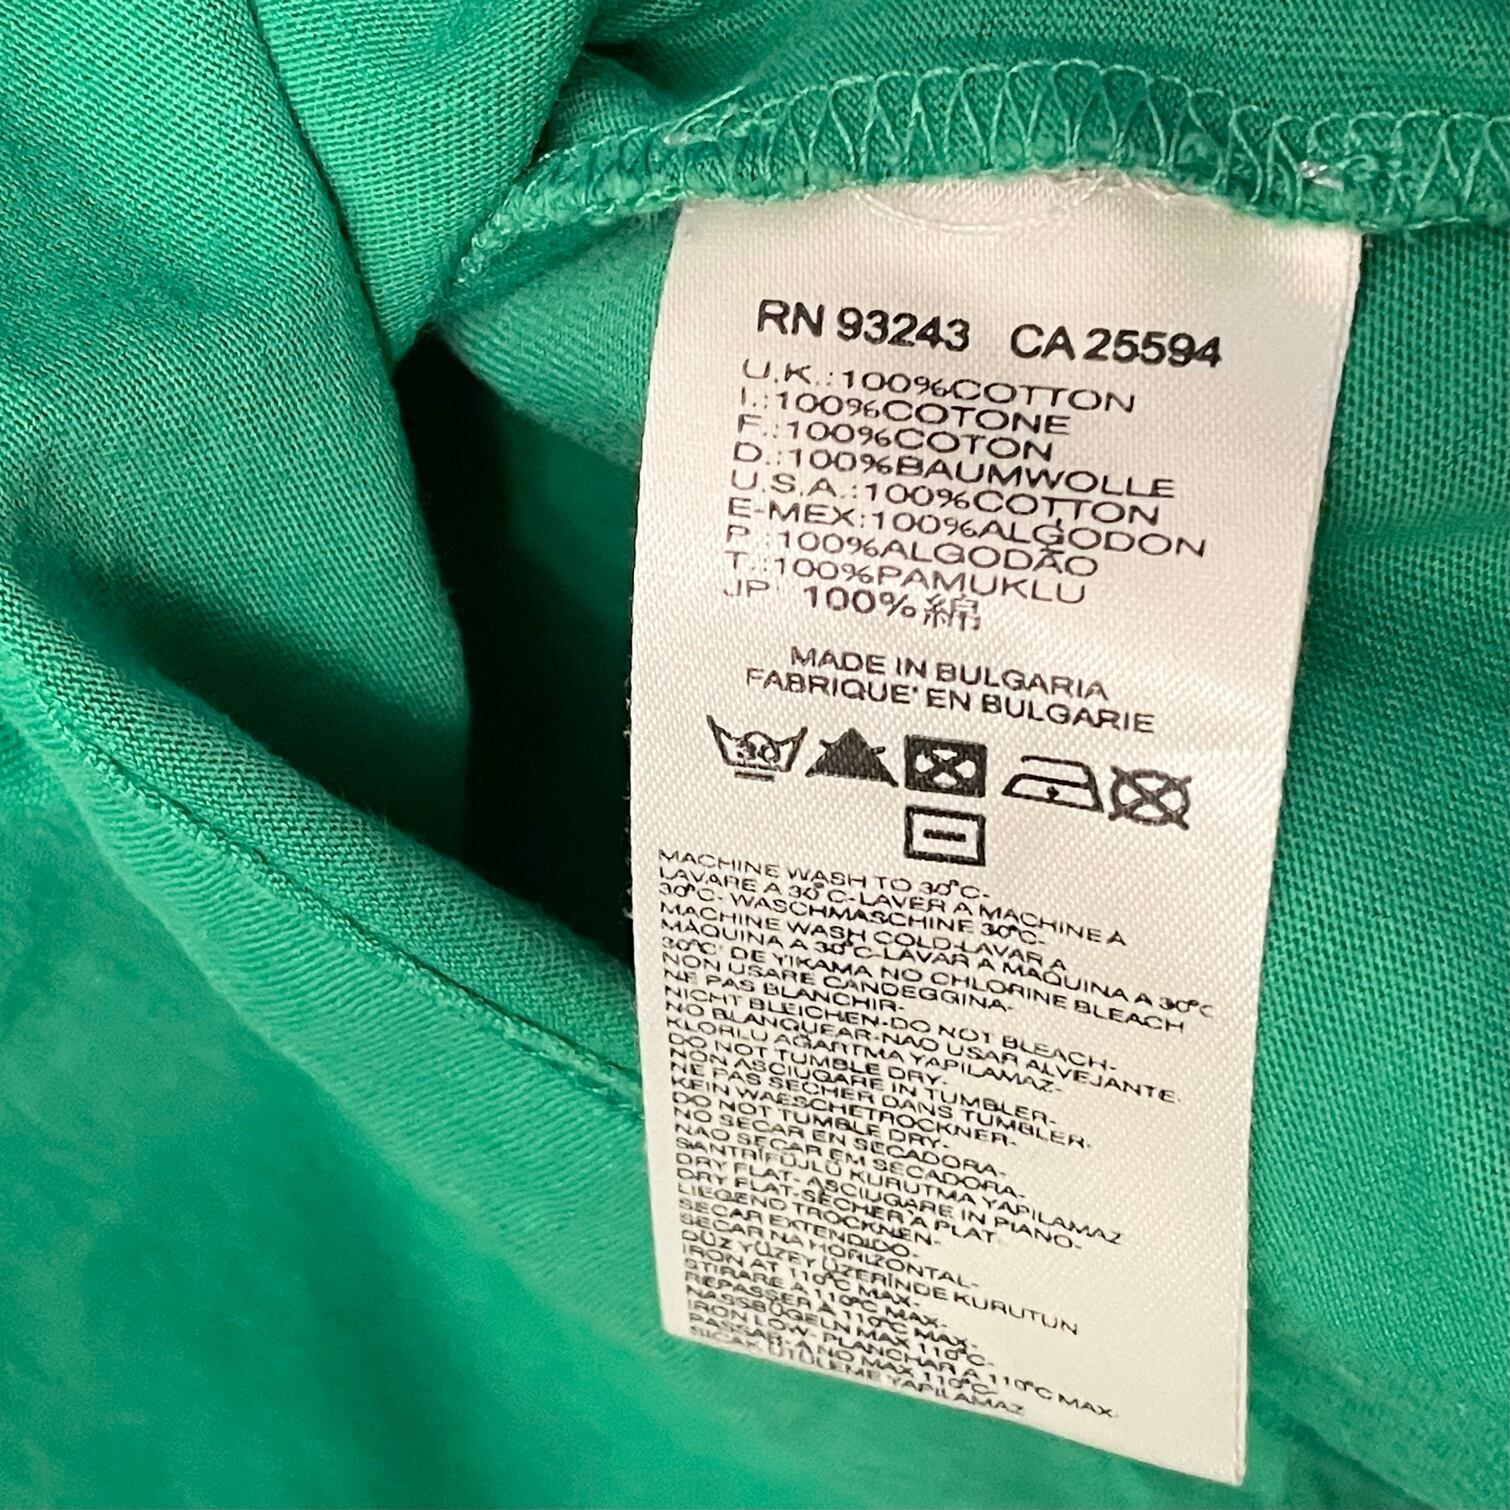 RN 93243 CA 25594
U.K.:100%COTTON
I.:100%COTONE
F.:100%COTON
D.:100%BAUMWOLLE
U.S.A.:100%COTTON
E-MEX:100%ALGODON
P.:100%ALGODÃO
T.:100%PAMUKLU
JP 100%綿
MADE IN BULGARIA
FABRIQUE' EN BULGARIE
30
MACHINE WASH TO 30°C-
LAVARE A 30°C-LAVER A MACHINE A
30°C- WASCHMASCHINE 30°C-
MACHINE WASH COLD-LAVAR A
MAQUINA A 30°C-LAVAR A MAQUINA A 30°C
30°C' DE YIKAMA NO CHLORINE BLEACH
NON USARE CANDEGGINA-
NE PAS BLANCHIR-
NICHT BLEICHEN-DO NOT BLEACH-
NO BLANQUEAR-NAO USAR ALVEJANTE-
KLORLU AĞARTMA YAPILAMAZ-
DO NOT TUMBLE DRY-
NON ASCIUGARE IN TUMBLER-
NE PAS SECHER DANS TUMBLER-
KEIN WAESCHETROCKNER-
DO NOT TUMBLE DRY-
NO SECAR EN SECADORA-
NAO SECAR EM SECADORA-
SANTRİFÜJLÜ KURUTMA YAPILAMAZ
DRY FLAT- ASCIUGARE IN PIANO-
DRY FLAT-SECHER A PLAT
LIEGEND TROCKNEN-
SECAR EXTENDIDO-
SECAR NA HORIZONTAL-
DÜZ YÜZEY ÜZERİNDE KURUTUN
IRON AT 110°C MAX-
STIRARE A 110°C MAX-
REPASSER A 110°C MAX-
NASSBÜGELN MAX 110°C-
IRON LOW- PLANCHAR A 110°C MAX.
PASSAR-A NO MAX 110°C-
SICAK ÜTÜLEME YAPILAMAZ